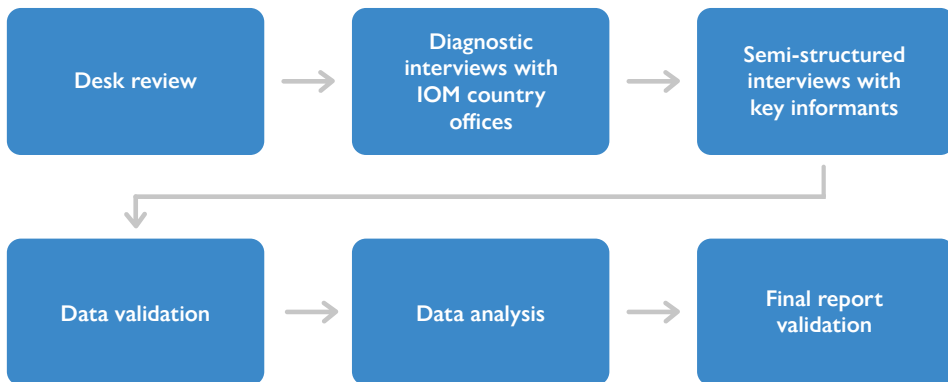 Desk review
Diagnostic
interviews with
IOM country
offices
Semi-structured
interviews with
key informants
Data validation
Data analysis
Final report
validation